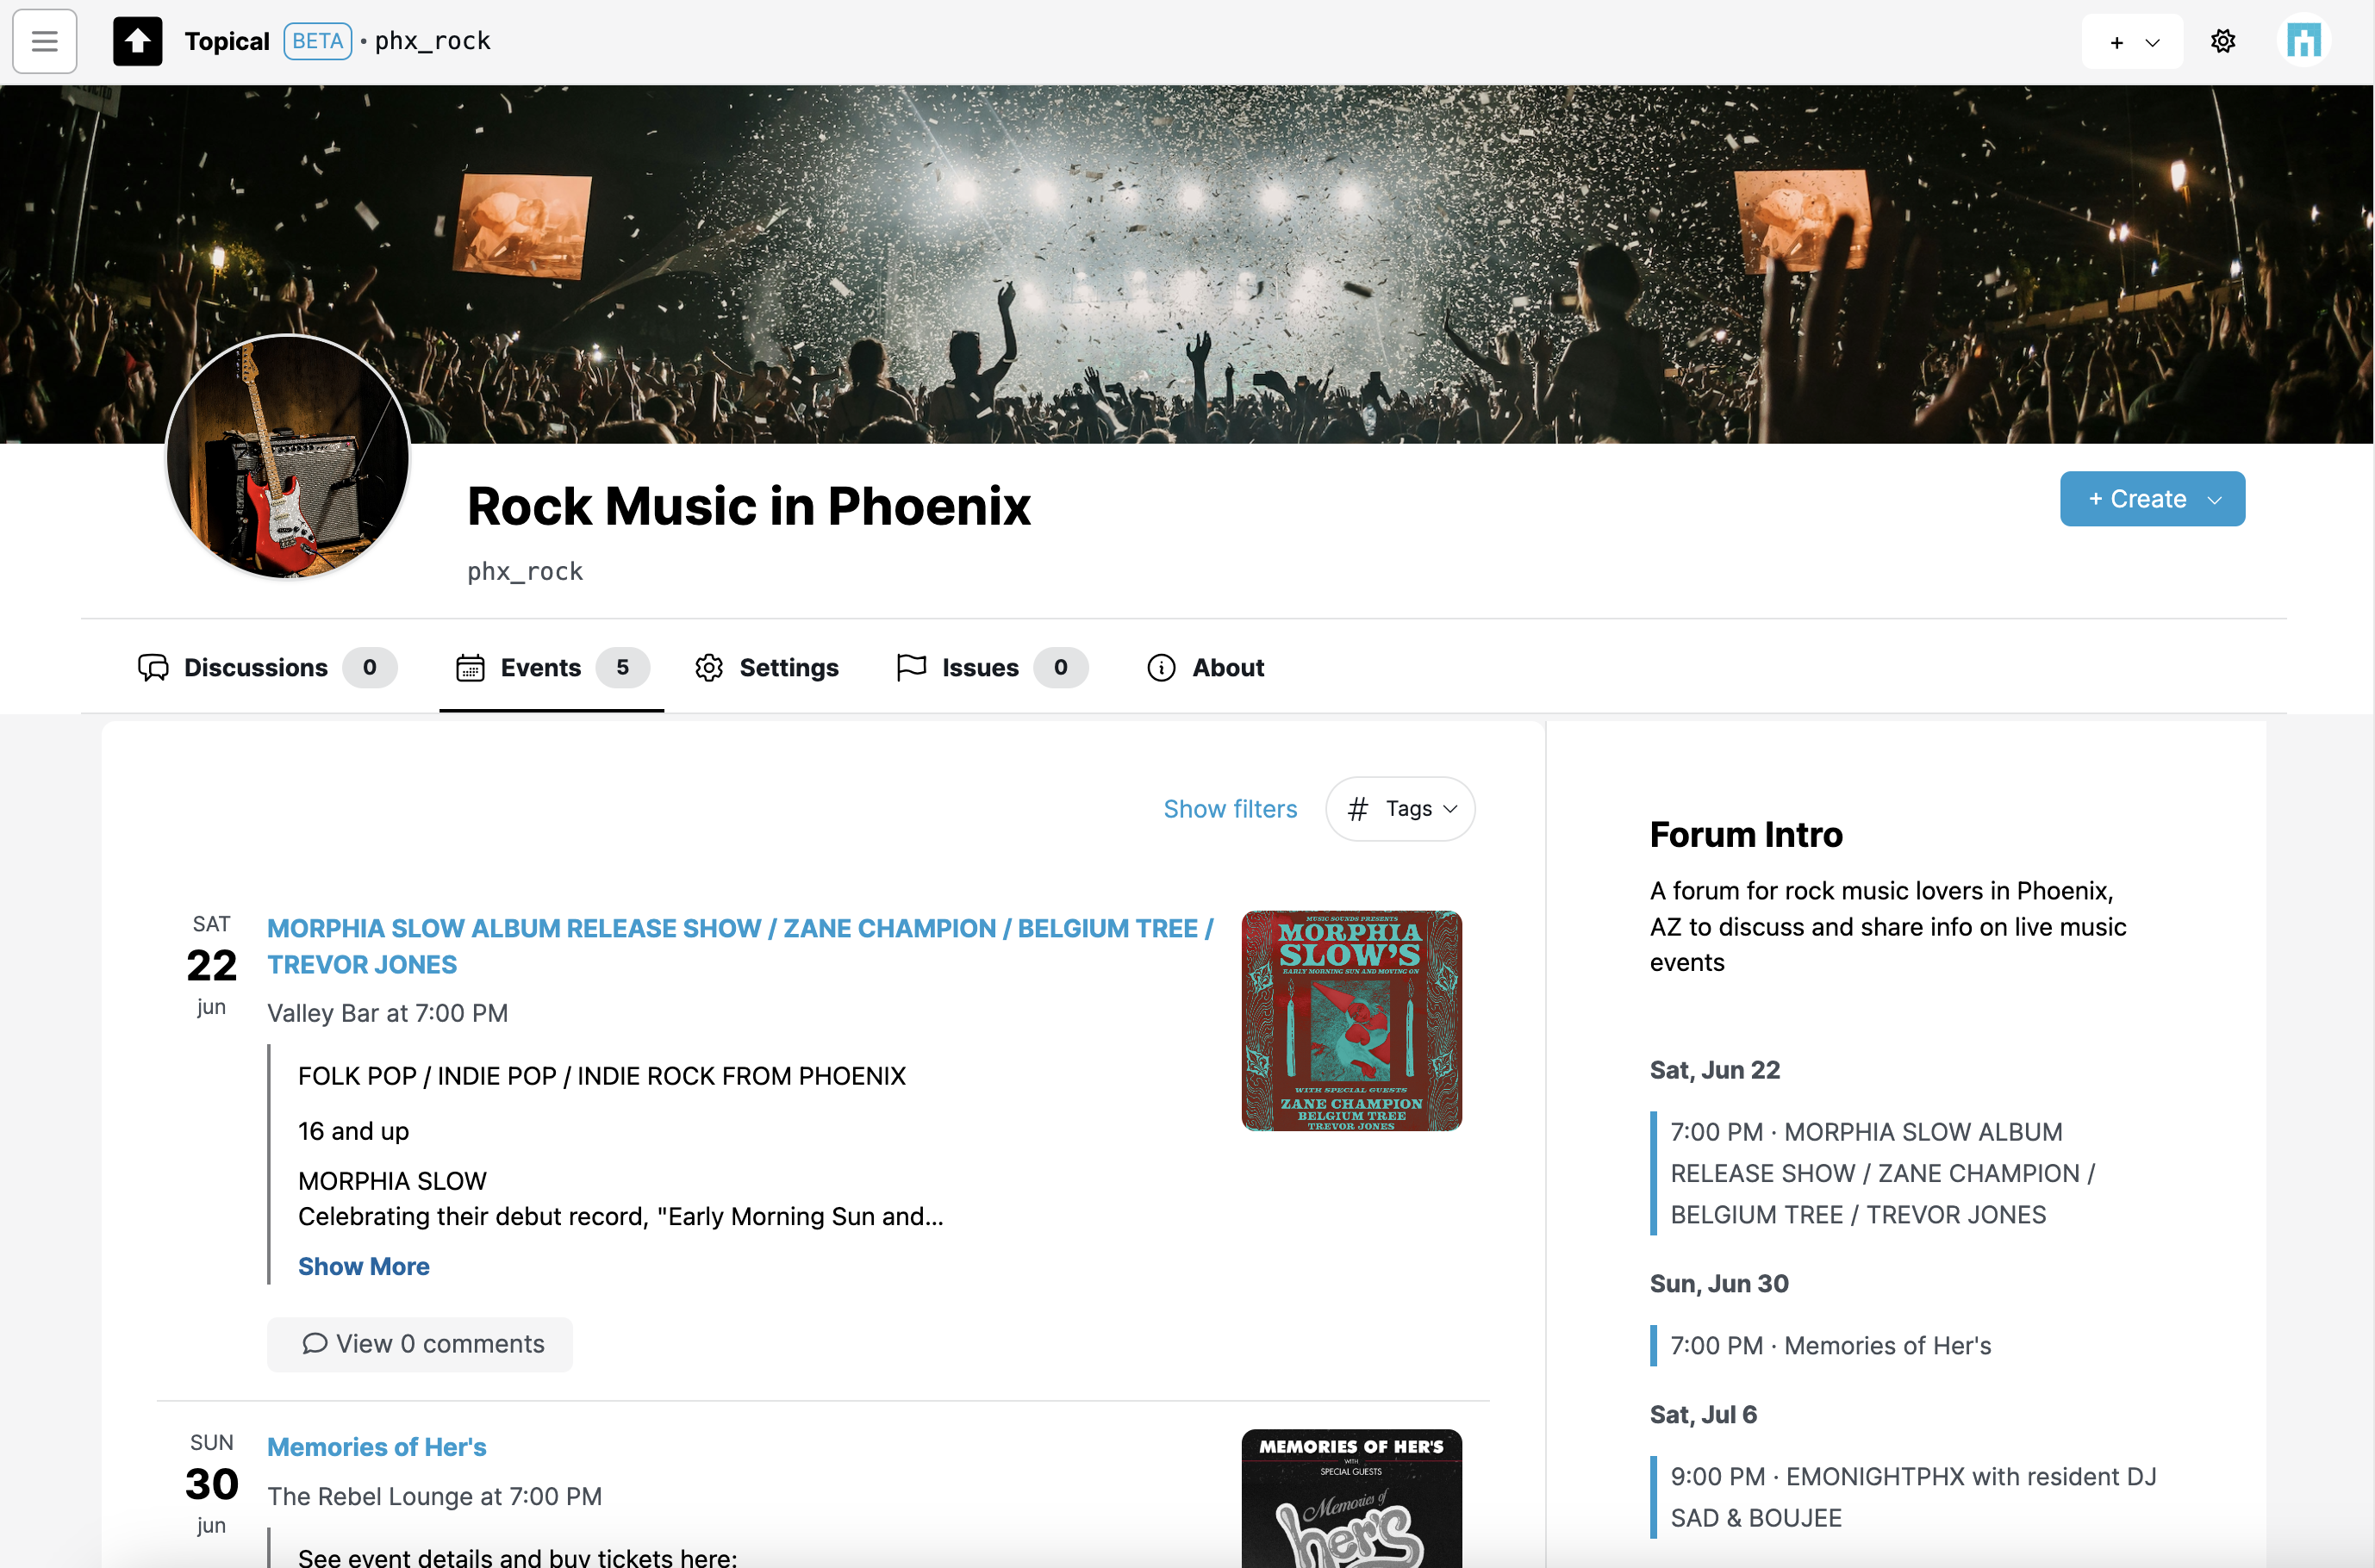 Topical BETA • phx_rock
+
Rock Music in Phoenix
+ Create
phx_rock
Discussions 0 Events 5 Settings Issues 0 About
Show filters # Tags
SAT
22
jun
MORPHIA SLOW ALBUM RELEASE SHOW / ZANE CHAMPION / BELGIUM TREE /
TREVOR JONES
Valley Bar at 7:00 PM
FOLK POP / INDIE POP / INDIE ROCK FROM PHOENIX
16 and up
MORPHIA SLOW
Celebrating their debut record, "Early Morning Sun and...
Show More
View 0 comments
MUSIC SOUNDS PRESENTS
MORPHIA
SLOW'S
EARLY MORNING SUN AND MOVING ON
WITH SPECIAL GUESTS
ZANE CHAMPION
BELGIUM TREE
TREVOR JONES
SUN
30
jun
Memories of Her's
The Rebel Lounge at 7:00 PM
See event details and buy tickets here:
MEMORIES OF HER'S
WITH
SPECIAL GUESTS
Memories of
her's
Forum Intro
A forum for rock music lovers in Phoenix,
AZ to discuss and share info on live music
events
Sat, Jun 22
7:00 PM · MORPHIA SLOW ALBUM
RELEASE SHOW / ZANE CHAMPION /
BELGIUM TREE / TREVOR JONES
Sun, Jun 30
7:00 PM · Memories of Her's
Sat, Jul 6
9:00 PM · EMONIGHTPHX with resident DJ
SAD & BOUJEE